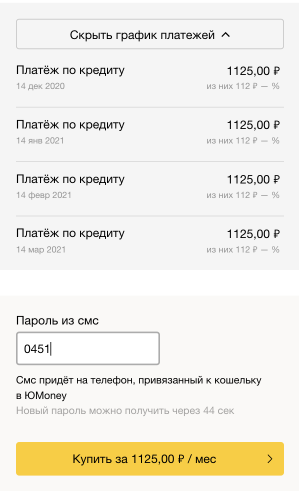 Скрыть график платежей
Платёж по кредиту 1125,00 ₽
14 дек 2020 из них 112 ₽ — %
Платёж по кредиту 1125,00 ₽
14 янв 2021 из них 112 ₽ — %
Платёж по кредиту 1125,00 ₽
14 февр 2021 из них 112 ₽ — %
Платёж по кредиту 1125,00 ₽
14 мар 2021 из них 112 ₽ — %
Пароль из смс
0451
Смс придёт на телефон, привязанный к кошельку
в ЮMoney
Новый пароль можно получить через 44 сек
Купить за 1125,00 ₽ / мес